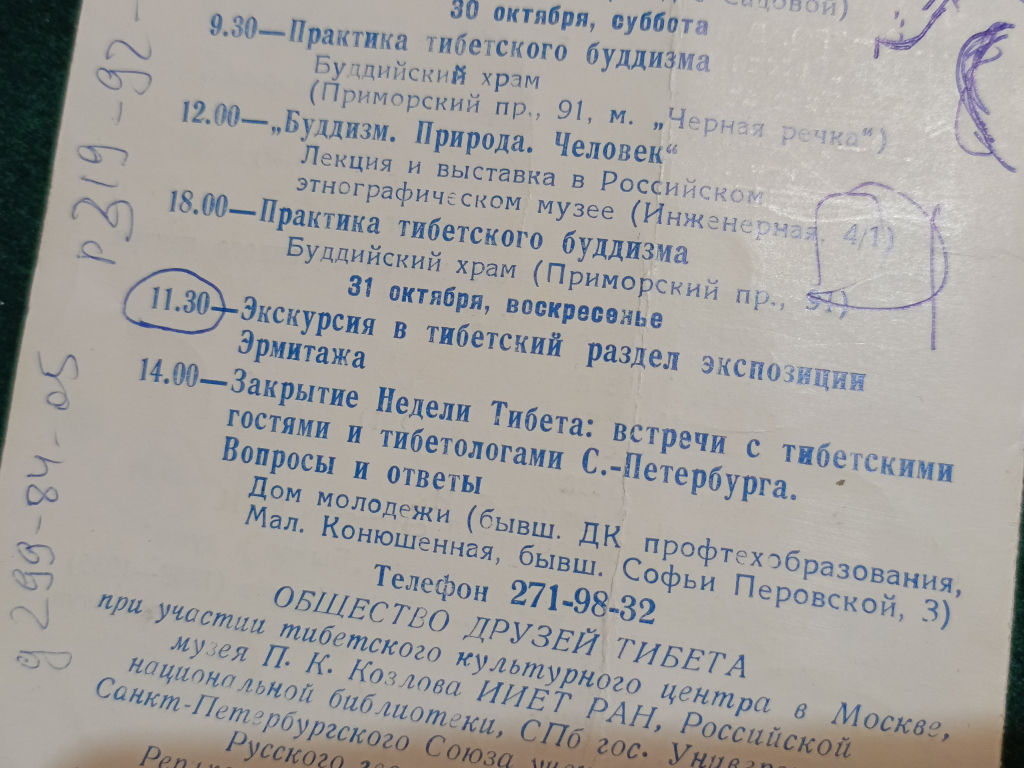 Садовой)
30 октября, суббота
9.30—Практика тибетского буддизма
Буддийский храм
(Приморский пр., 91, м. „Черная речка“)
12.00—„Буддизм. Природа. Человек“
Лекция и выставка в Российском
этнографическом музее (Инженерная, 4/1)
18.00—Практика тибетского буддизма
Буддийский храм (Приморский пр., 91)
31 октября, воскресенье
11.30—Экскурсия в тибетский раздел экспозиции
Эрмитажа
14.00—Закрытие Недели Тибета: встречи с тибетскими
гостями и тибетологами С.-Петербурга.
Вопросы и ответы
Дом молодежи (бывш. ДК профтехобразования,
Мал. Конюшенная, бывш. Софьи Перовской, 3)
Телефон 271-98-32
ОБЩЕСТВО ДРУЗЕЙ ТИБЕТА
при участии тибетского культурного центра в Москве,
музея П. К. Козлова ИИЕТ РАН, Российской
национальной библиотеки, СПб гос.
Санкт-Петербургского Союза
Русского
р 319-92-
д 299-84-05